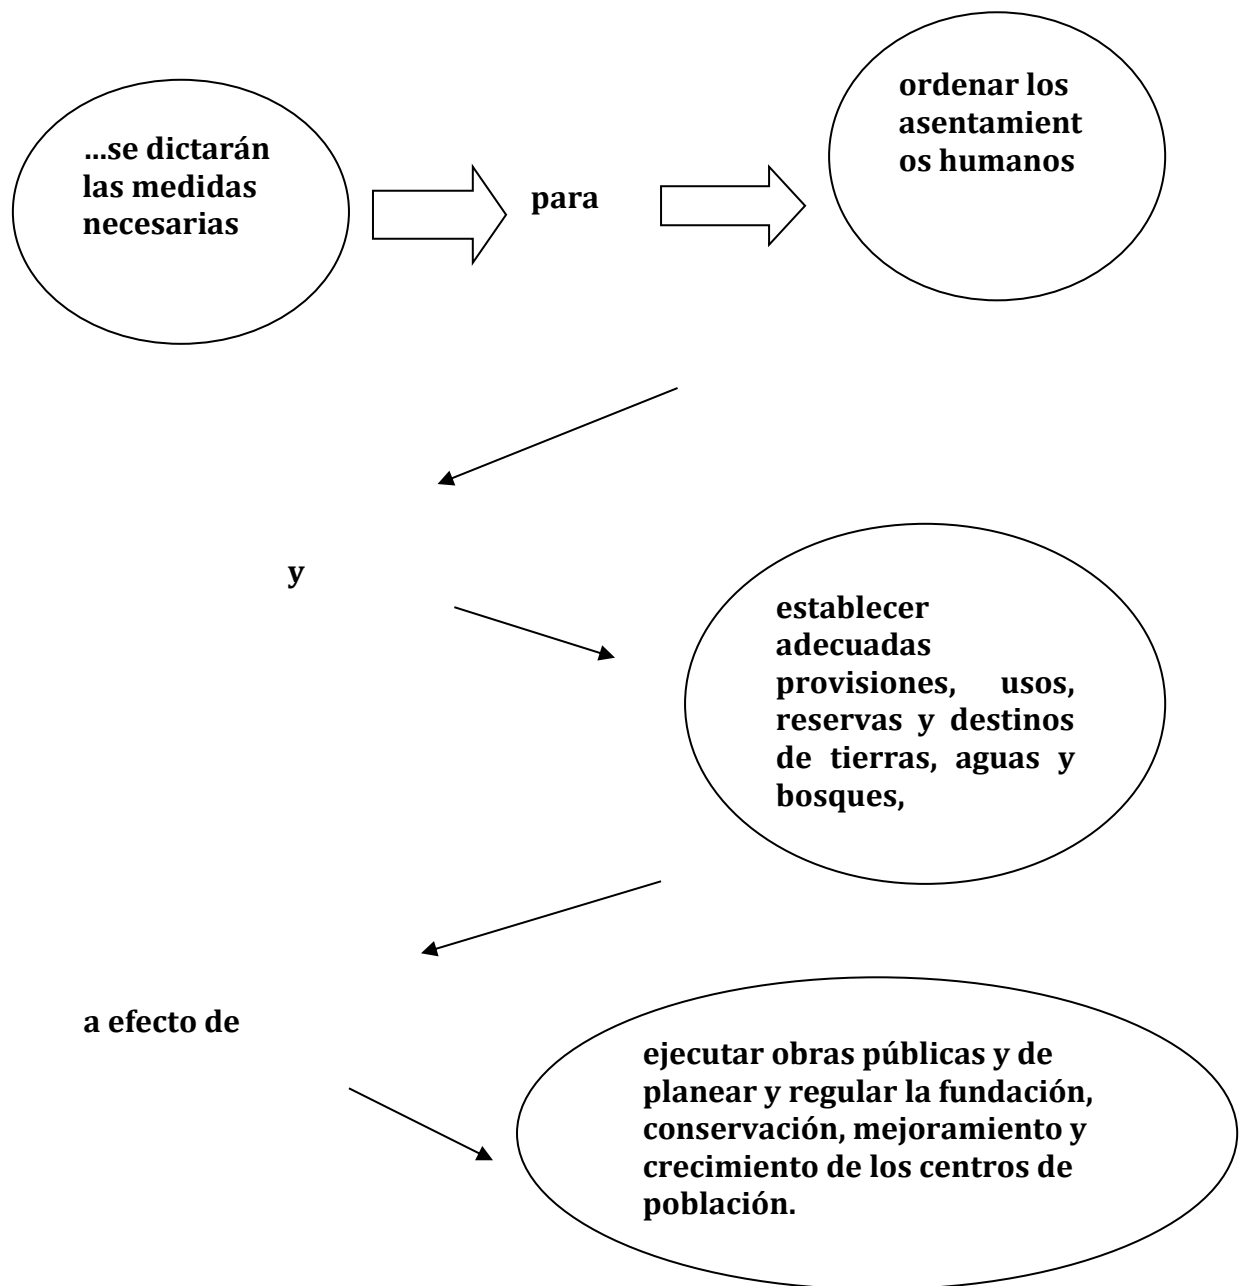 ...se dictarán
las medidas
necesarias
para
ordenar los
asentamient
os humanos
y
establecer
adecuadas
provisiones, usos,
reservas y destinos
de tierras, aguas y
bosques,
a efecto de
ejecutar obras públicas y de
planear y regular la fundación,
conservación, mejoramiento y
crecimiento de los centros de
población.